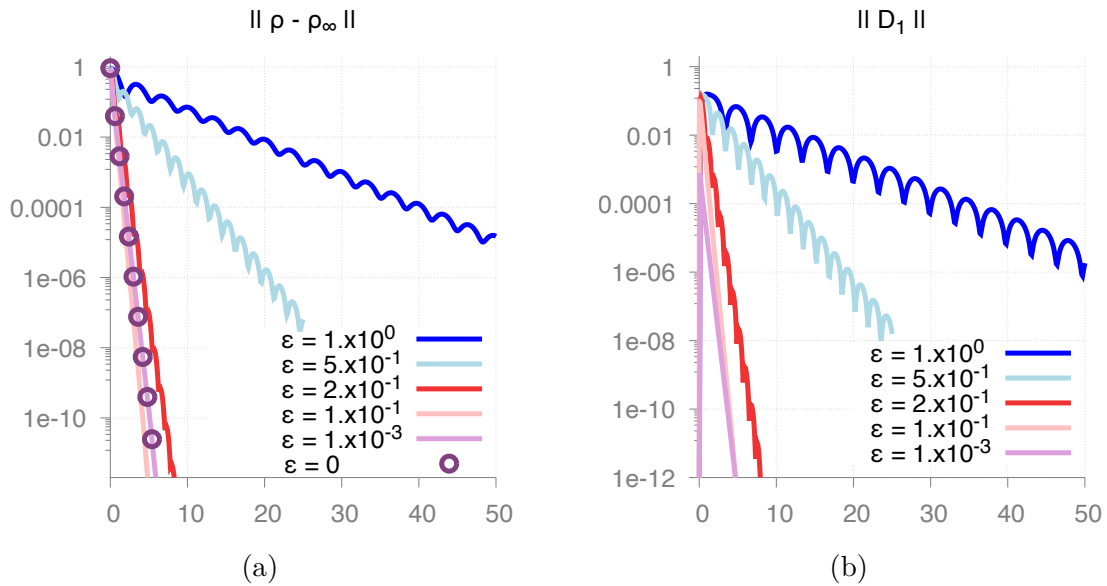 || ρ - ρ∞ ||
1
0.01
0.0001
1e-06
1e-08
1e-10
0 10 20 30 40 50
ε = 1.x10⁰
ε = 5.x10⁻¹
ε = 2.x10⁻¹
ε = 1.x10⁻¹
ε = 1.x10⁻³
ε = 0
(a)
|| D₁ ||
1
0.01
0.0001
1e-06
1e-08
1e-10
1e-12
0 10 20 30 40 50
ε = 1.x10⁰
ε = 5.x10⁻¹
ε = 2.x10⁻¹
ε = 1.x10⁻¹
ε = 1.x10⁻³
(b)